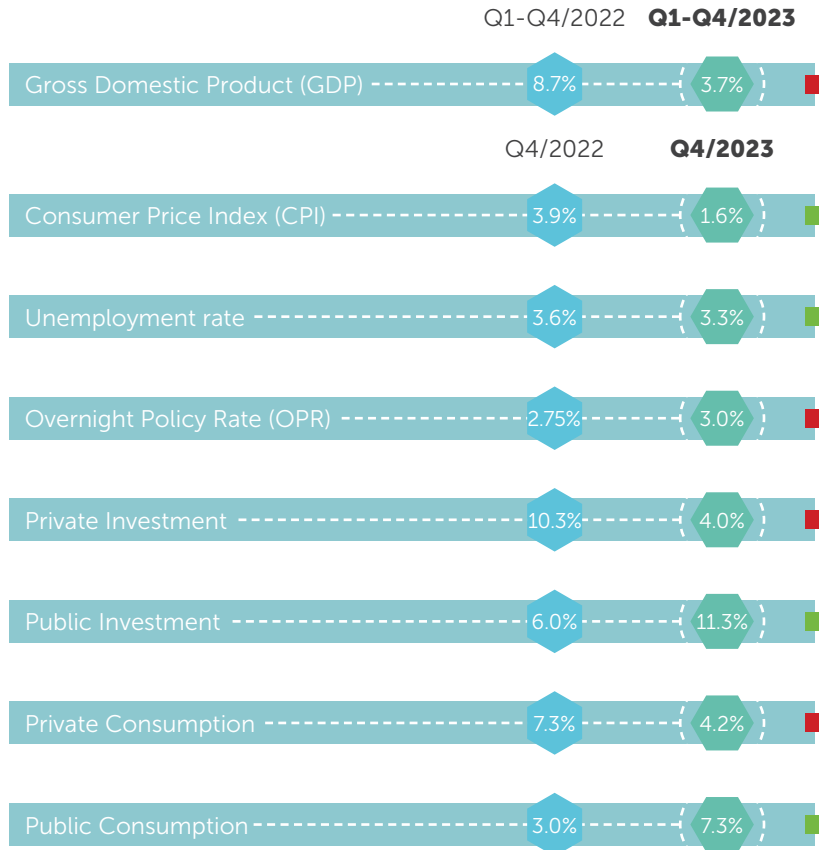 Q1-Q4/2022 Q1-Q4/2023
Gross Domestic Product (GDP) 8.7% 3.7%
Q4/2022 Q4/2023
Consumer Price Index (CPI) 3.9% 1.6%
Unemployment rate 3.6% 3.3%
Overnight Policy Rate (OPR) 2.75% 3.0%
Private Investment 10.3% 4.0%
Public Investment 6.0% 11.3%
Private Consumption 7.3% 4.2%
Public Consumption 3.0% 7.3%